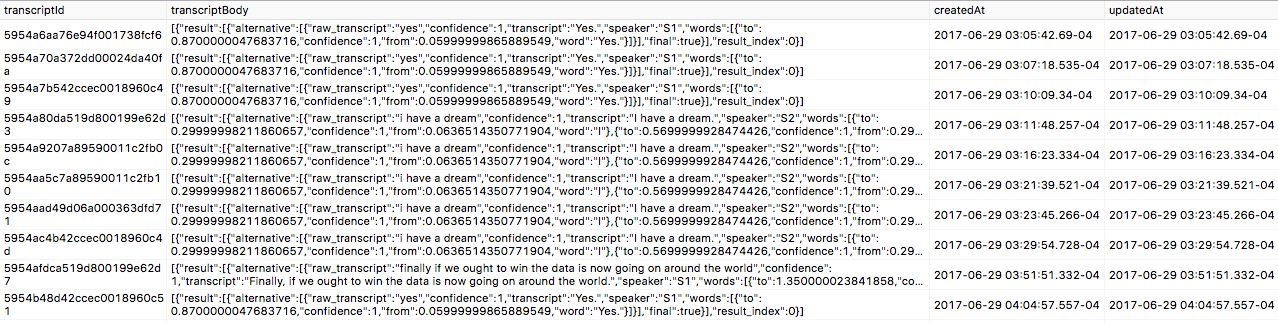 transcriptId transcriptBody createdAt updatedAt
5954a6aa76e94f001738fcf6 [{"result":[{"alternative":[{"raw_transcript":"yes","confidence":1,"transcript":"Yes.","speaker":"S1","words":[{"to": 2017-06-29 03:05:42.69-04 2017-06-29 03:05:42.69-04
0.8700000047683716,"confidence":1,"from":0.05999999865889549,"word":"Yes."}]}],"final":true}],"result_index":0}]
5954a70a372dd00024da40f [{"result":[{"alternative":[{"raw_transcript":"yes","confidence":1,"transcript":"Yes.","speaker":"S1","words":[{"to": 2017-06-29 03:07:18.535-04 2017-06-29 03:07:18.535-04
a 0.8700000047683716,"confidence":1,"from":0.05999999865889549,"word":"Yes."}]}],"final":true}],"result_index":0}]
5954a7b542ccec0018960c4 [{"result":[{"alternative":[{"raw_transcript":"yes","confidence":1,"transcript":"Yes.","speaker":"S1","words":[{"to": 2017-06-29 03:10:09.34-04 2017-06-29 03:10:09.34-04
9 0.8700000047683716,"confidence":1,"from":0.05999999865889549,"word":"Yes."}]}],"final":true}],"result_index":0}]
5954a80da519d800199e62d [{"result":[{"alternative":[{"raw_transcript":"i have a dream","confidence":1,"transcript":"I have a dream.","speaker":"S2","words":[{"to": 2017-06-29 03:11:48.257-04 2017-06-29 03:11:48.257-04
3 0.29999998211860657,"confidence":1,"from":0.0636514350771904,"word":"I"},{"to":0.5699999928474426,"confidence":1,"from":0.29…
5954a9207a89590011c2fb0 [{"result":[{"alternative":[{"raw_transcript":"i have a dream","confidence":1,"transcript":"I have a dream.","speaker":"S2","words":[{"to": 2017-06-29 03:16:23.334-04 2017-06-29 03:16:23.334-04
c 0.29999998211860657,"confidence":1,"from":0.0636514350771904,"word":"I"},{"to":0.5699999928474426,"confidence":1,"from":0.29…
5954aa5c7a89590011c2fb1 [{"result":[{"alternative":[{"raw_transcript":"i have a dream","confidence":1,"transcript":"I have a dream.","speaker":"S2","words":[{"to": 2017-06-29 03:21:39.521-04 2017-06-29 03:21:39.521-04
0 0.29999998211860657,"confidence":1,"from":0.0636514350771904,"word":"I"},{"to":0.5699999928474426,"confidence":1,"from":0.29…
5954aad49d06a000363dfd7 [{"result":[{"alternative":[{"raw_transcript":"i have a dream","confidence":1,"transcript":"I have a dream.","speaker":"S2","words":[{"to": 2017-06-29 03:23:45.266-04 2017-06-29 03:23:45.266-04
1 0.29999998211860657,"confidence":1,"from":0.0636514350771904,"word":"I"},{"to":0.5699999928474426,"confidence":1,"from":0.29…
5954ac4b42ccec0018960c4 [{"result":[{"alternative":[{"raw_transcript":"i have a dream","confidence":1,"transcript":"I have a dream.","speaker":"S2","words":[{"to": 2017-06-29 03:29:54.728-04 2017-06-29 03:29:54.728-04
d 0.29999998211860657,"confidence":1,"from":0.0636514350771904,"word":"I"},{"to":0.5699999928474426,"confidence":1,"from":0.29…
5954afdca519d800199e62d [{"result":[{"alternative":[{"raw_transcript":"finally if we ought to win the data is now going on around the world","confidence": 2017-06-29 03:51:51.332-04 2017-06-29 03:51:51.332-04
7 1,"transcript":"Finally, if we ought to win the data is now going on around the world.","speaker":"S1","words":[{"to":1.350000023841858,"co…
5954b48d42ccec0018960c5 [{"result":[{"alternative":[{"raw_transcript":"yes","confidence":1,"transcript":"Yes.","speaker":"S1","words":[{"to": 2017-06-29 04:04:57.557-04 2017-06-29 04:04:57.557-04
1 0.8700000047683716,"confidence":1,"from":0.05999999865889549,"word":"Yes."}]}],"final":true}],"result_index":0}]